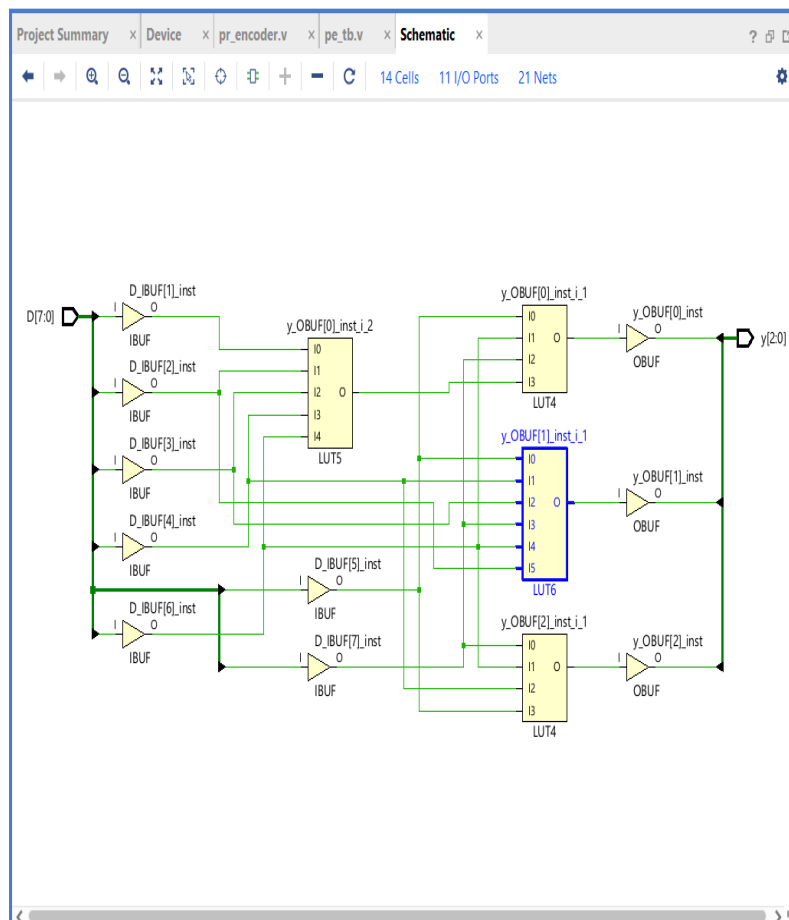 Project Summary × Device × pr_encoder.v × pe_tb.v × Schematic × ?
14 Cells 11 I/O Ports 21 Nets
D[7:0]
D_IBUF[1]_inst
I O
IBUF
D_IBUF[2]_inst
I O
IBUF
D_IBUF[3]_inst
I O
IBUF
D_IBUF[4]_inst
I O
IBUF
D_IBUF[6]_inst
I O
IBUF
y_OBUF[0]_inst_i_2
I0
I1
I2 O
I3
I4
LUT5
D_IBUF[5]_inst
I O
IBUF
D_IBUF[7]_inst
I O
IBUF
y_OBUF[0]_inst_i_1
I0
I1 O
I2
I3
LUT4
y_OBUF[1]_inst_i_1
I0
I1
I2 O
I3
I4
I5
LUT6
y_OBUF[2]_inst_i_1
I0
I1 O
I2
I3
LUT4
y_OBUF[0]_inst
I O
OBUF
y_OBUF[1]_inst
I O
OBUF
y_OBUF[2]_inst
I O
OBUF
y[2:0]